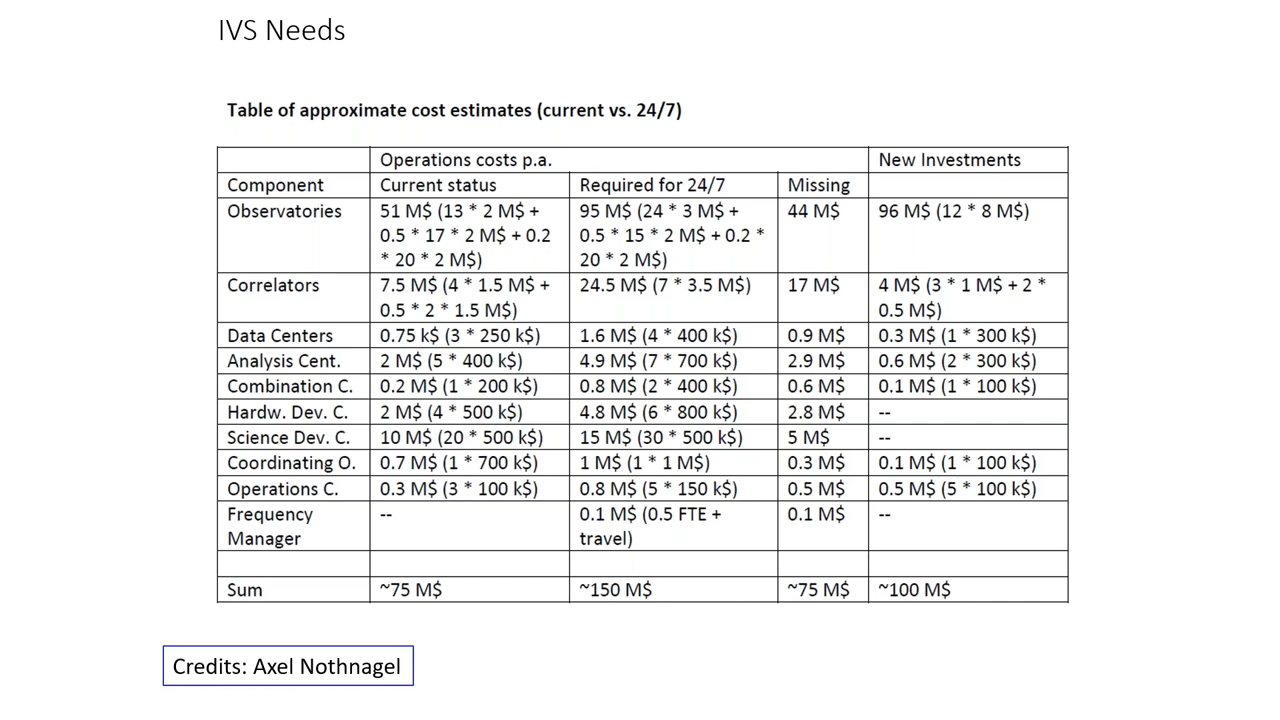 IVS Needs
Table of approximate cost estimates (current vs. 24/7)
Operations costs p.a. New Investments
Component Current status Required for 24/7 Missing
Observatories 51 M$ (13 * 2 M$ + 95 M$ (24 * 3 M$ + 44 M$ 96 M$ (12 * 8 M$)
0.5 * 17 * 2 M$ + 0.2 0.5 * 15 * 2 M$ + 0.2 *
* 20 * 2 M$) 20 * 2 M$)
Correlators 7.5 M$ (4 * 1.5 M$ + 24.5 M$ (7 * 3.5 M$) 17 M$ 4 M$ (3 * 1 M$ + 2 *
0.5 * 2 * 1.5 M$) 0.5 M$)
Data Centers 0.75 k$ (3 * 250 k$) 1.6 M$ (4 * 400 k$) 0.9 M$ 0.3 M$ (1 * 300 k$)
Analysis Cent. 2 M$ (5 * 400 k$) 4.9 M$ (7 * 700 k$) 2.9 M$ 0.6 M$ (2 * 300 k$)
Combination C. 0.2 M$ (1 * 200 k$) 0.8 M$ (2 * 400 k$) 0.6 M$ 0.1 M$ (1 * 100 k$)
Hardw. Dev. C. 2 M$ (4 * 500 k$) 4.8 M$ (6 * 800 k$) 2.8 M$ --
Science Dev. C. 10 M$ (20 * 500 k$) 15 M$ (30 * 500 k$) 5 M$ --
Coordinating O. 0.7 M$ (1 * 700 k$) 1 M$ (1 * 1 M$) 0.3 M$ 0.1 M$ (1 * 100 k$)
Operations C. 0.3 M$ (3 * 100 k$) 0.8 M$ (5 * 150 k$) 0.5 M$ 0.5 M$ (5 * 100 k$)
Frequency -- 0.1 M$ (0.5 FTE + 0.1 M$ --
Manager travel)
Sum ~75 M$ ~150 M$ ~75 M$ ~100 M$
Credits: Axel Nothnagel